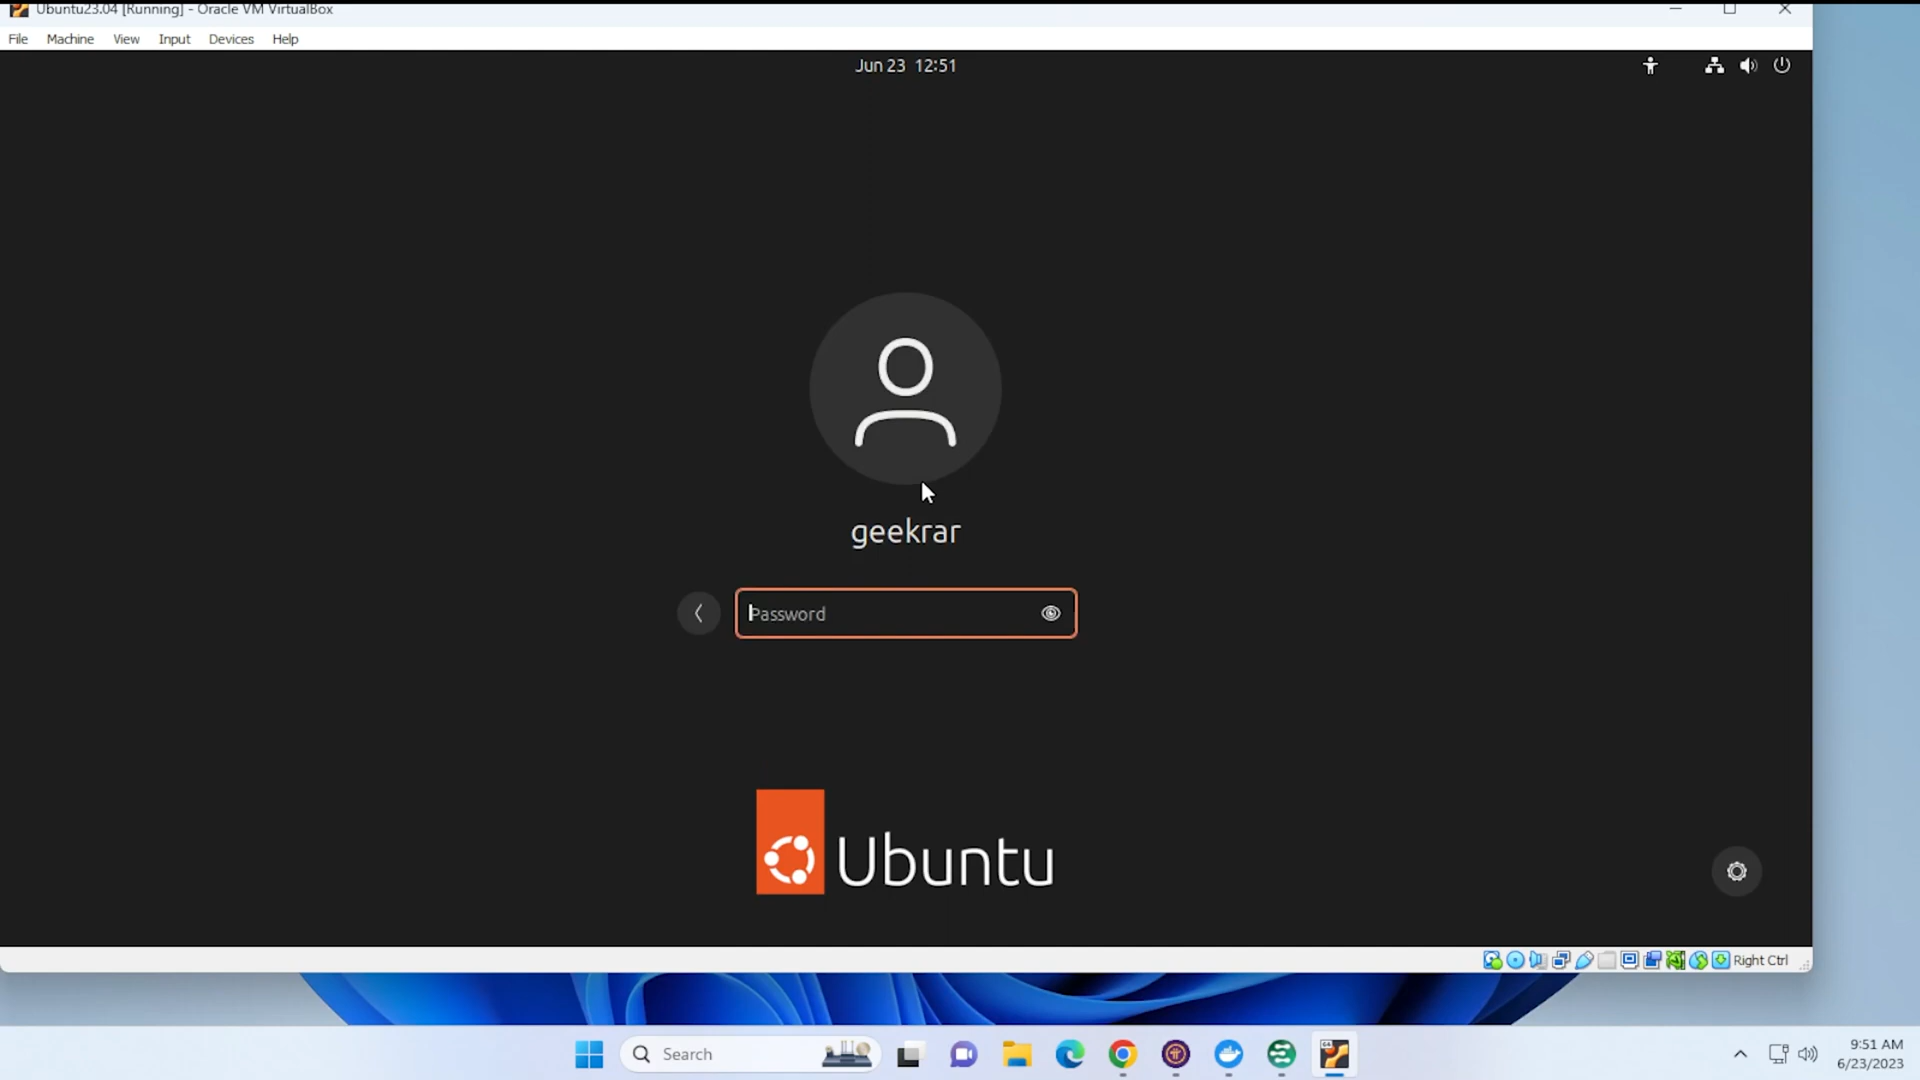 Ubuntu23.04 [Running] - Oracle VM VirtualBox
File Machine View Input Devices Help
Jun 23 12:51
geekrar
Password
Ubuntu
Right Ctrl
Search
9:51 AM
6/23/2023